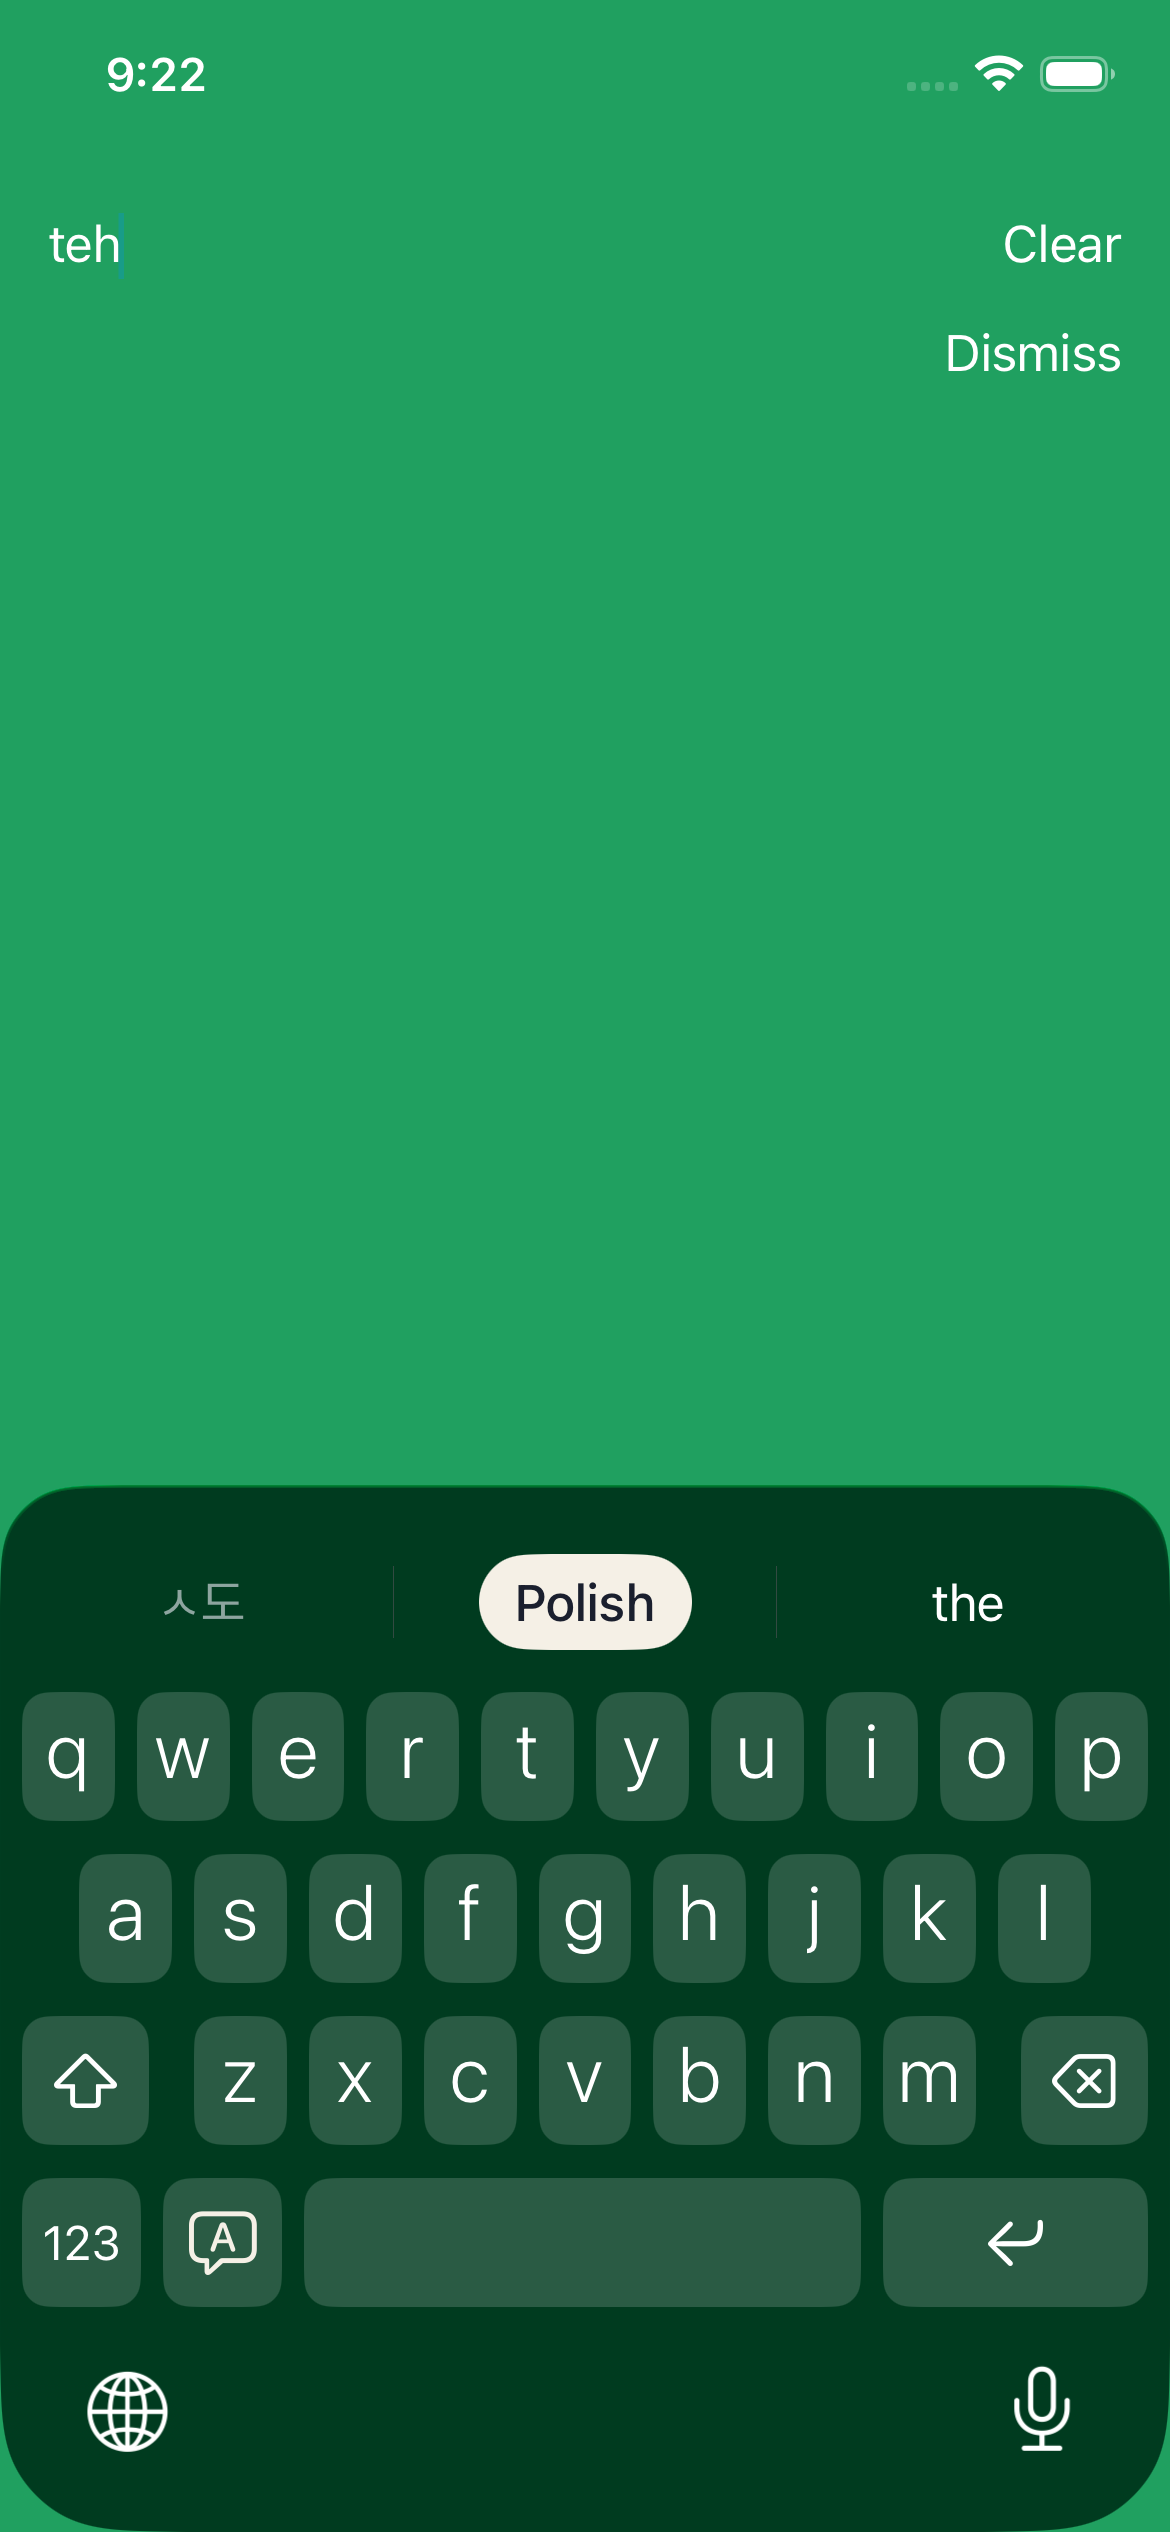 9:22
teh
Clear
Dismiss
ㅅ도
Polish
the
q w e r t y u i o p
a s d f g h j k l
z x c v b n m
123
A